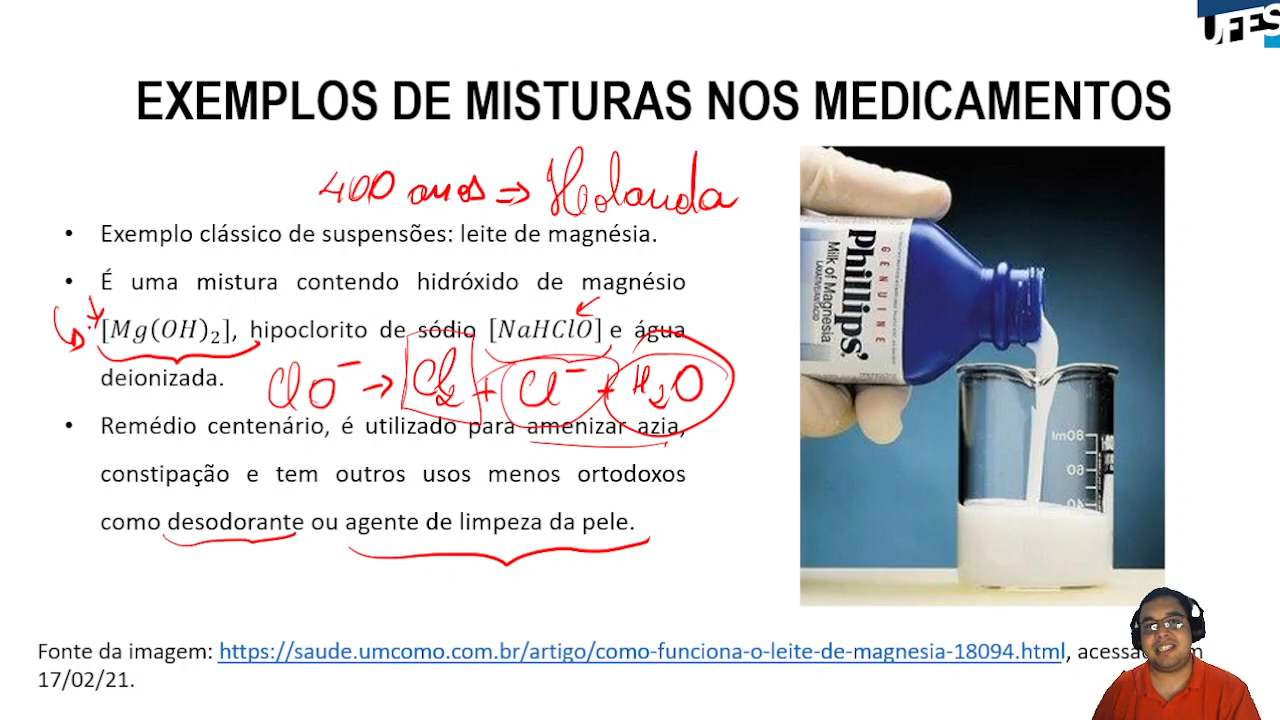 UFES
EXEMPLOS DE MISTURAS NOS MEDICAMENTOS
400 anos ⇒ Holanda
• Exemplo clássico de suspensões: leite de magnésia.
• É uma mistura contendo hidróxido de magnésio
[Mg(OH)₂], hipoclorito de sódio [NaHClO] e água
deionizada.
ClO⁻ → Cl₂ + Cl⁻ + H₂O
• Remédio centenário, é utilizado para amenizar azia,
constipação e tem outros usos menos ortodoxos
como desodorante ou agente de limpeza da pele.
GENUINE
Phillips'
Milk of Magnesia
LAXATIVE/ANTACID
80ml
60
40
Fonte da imagem: https://saude.umcomo.com.br/artigo/como-funciona-o-leite-de-magnesia-18094.html,
17/02/21.